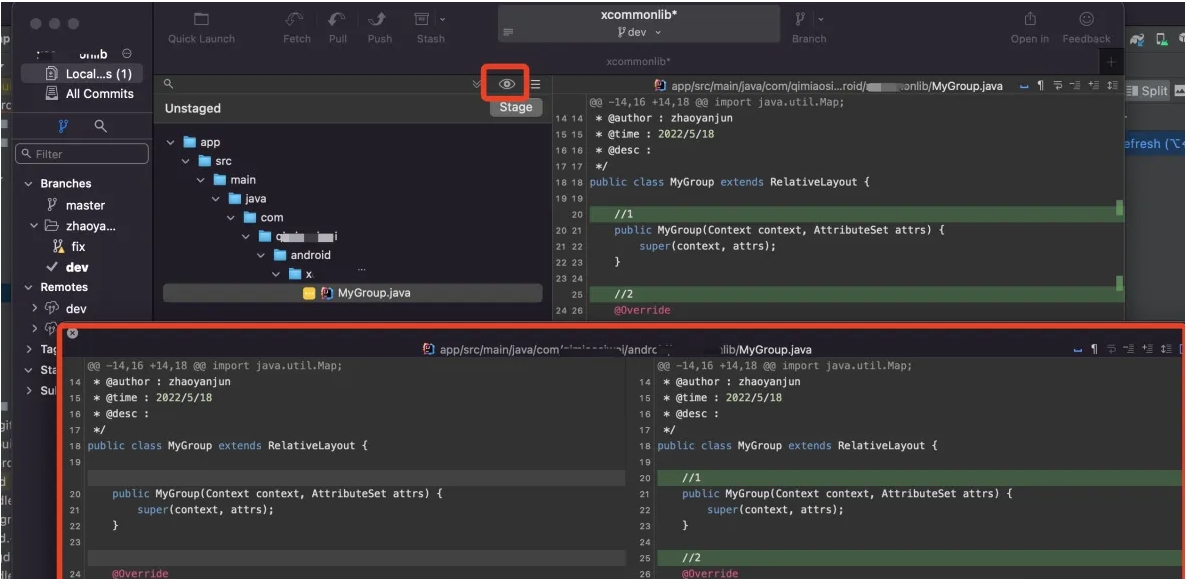 xcommonlib*
dev
Quick Launch
Fetch
Pull
Push
Stash
Branch
Open in
Feedback
xcommonlib*
Local...s (1)
All Commits
Filter
Branches
master
zhaoya...
fix
dev
Remotes
dev
Unstaged
Stage
app
src
main
java
com
android
x
MyGroup.java
app/src/main/java/com/qimiaosi...roid/ onlib/MyGroup.java
Split
efresh (⌥
@@ -14,16 +14,18 @@ import java.util.Map;
14 14 * @author : zhaoyanjun
15 15 * @time : 2022/5/18
16 16 * @desc :
17 17 */
18 18 public class MyGroup extends RelativeLayout {
19 19
20 //1
20 21 public MyGroup(Context context, AttributeSet attrs) {
21 22 super(context, attrs);
22 23 }
23 24
25 //2
24 26 @Override
app/src/main/java/com/ /andro lib/MyGroup.java
@@ -14,16 +14,18 @@ import java.util.Map;
14 * @author : zhaoyanjun
15 * @time : 2022/5/18
16 * @desc :
17 */
18 public class MyGroup extends RelativeLayout {
19
20 public MyGroup(Context context, AttributeSet attrs) {
21 super(context, attrs);
22 }
23
24 @Override
@@ -14,16 +14,18 @@ import java.util.Map;
14 * @author : zhaoyanjun
15 * @time : 2022/5/18
16 * @desc :
17 */
18 public class MyGroup extends RelativeLayout {
19
20 //1
21 public MyGroup(Context context, AttributeSet attrs) {
22 super(context, attrs);
23 }
24
25 //2
26 @Override